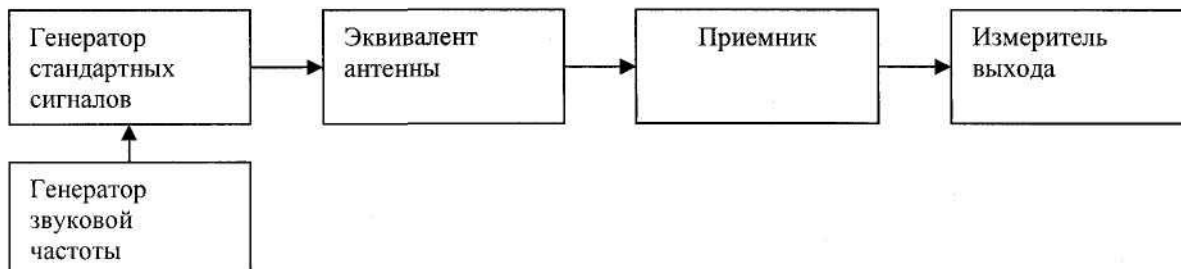 Генератор
стандартных
сигналов
Эквивалент
антенны
Приемник
Измеритель
выхода
Генератор
звуковой
частоты